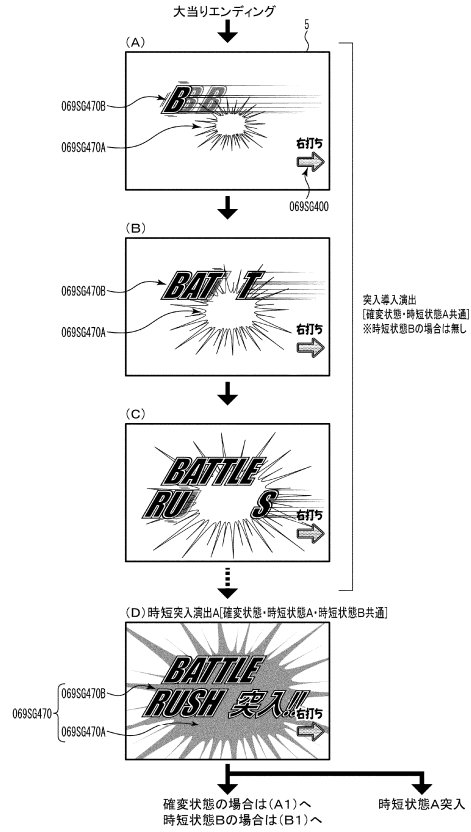 大当りエンディング
(A)
5
069SG470B
069SG470A
B B B
右打ち
069SG400
(B)
069SG470B
069SG470A
BAT T
右打ち
突入導入演出
[確変状態・時短状態A共通]
※時短状態Bの場合は無し
(C)
BATTLE
RU S
右打ち
(D) 時短突入演出A[確変状態・時短状態A・時短状態B共通]
069SG470
069SG470B
069SG470A
BATTLE
RUSH 突入!!
右打ち
確変状態の場合は(A1)へ
時短状態Bの場合は(B1)へ
時短状態A突入